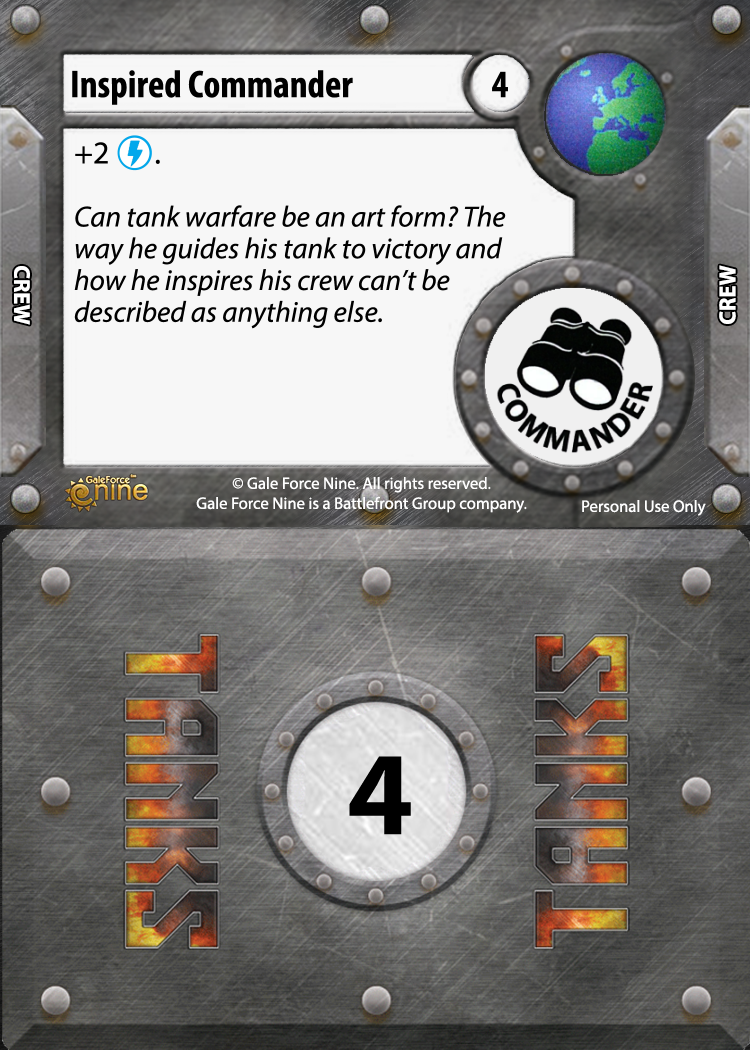 Inspired Commander
4
+2 .
Can tank warfare be an art form? The
way he guides his tank to victory and
how he inspires his crew can't be
described as anything else.
CREW
CREW
COMMANDER
GaleForce™
nine
© Gale Force Nine. All rights reserved.
Gale Force Nine is a Battlefront Group company.
Personal Use Only
TANKS
4
TANKS